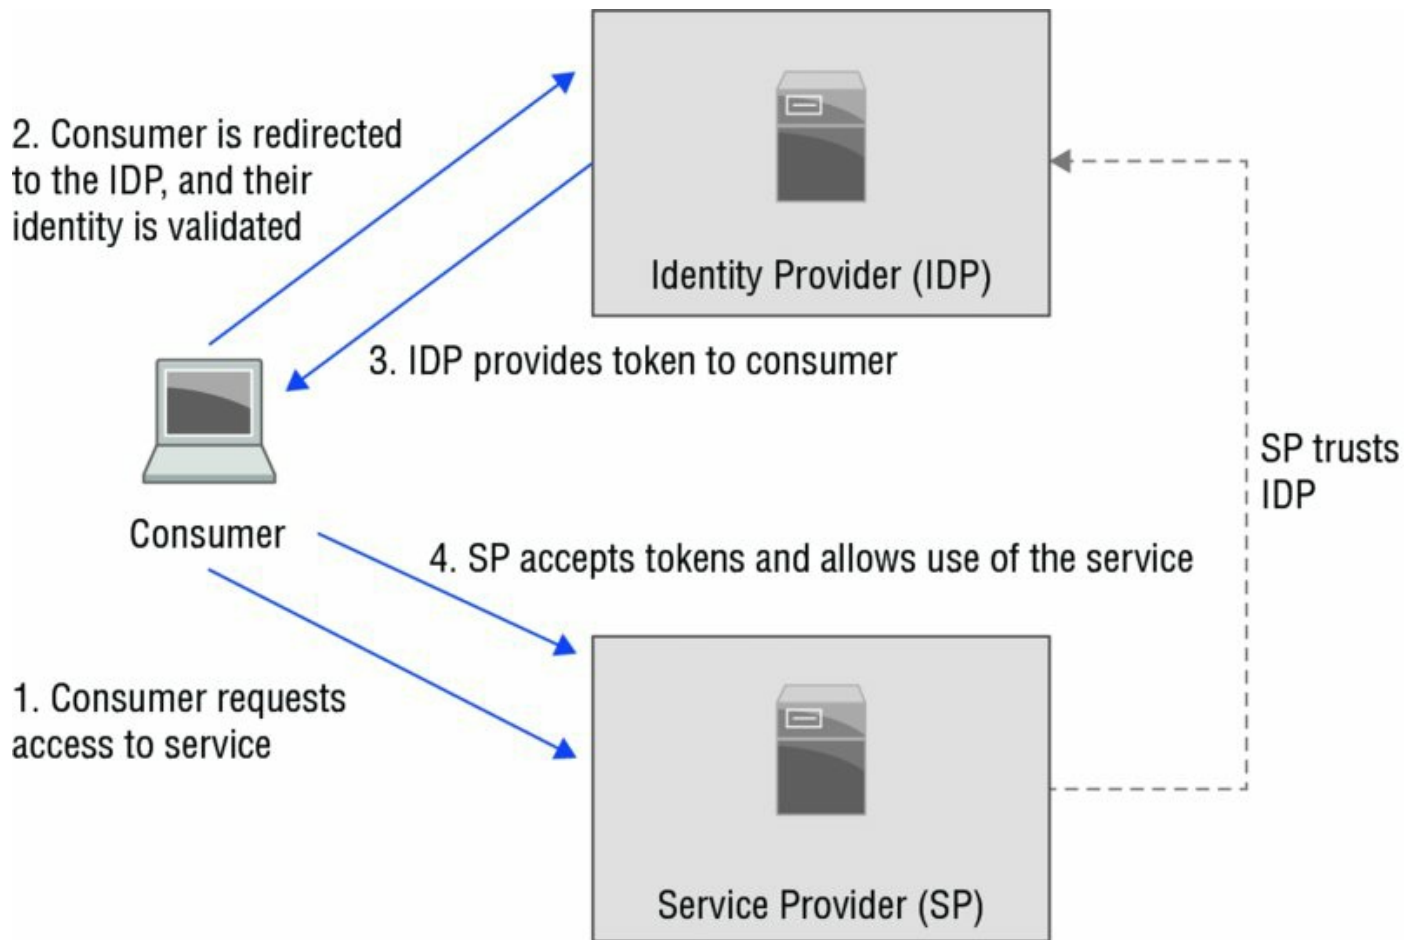 2. Consumer is redirected
to the IDP, and their
identity is validated
Identity Provider (IDP)
3. IDP provides token to consumer
SP trusts
IDP
Consumer
4. SP accepts tokens and allows use of the service
1. Consumer requests
access to service
Service Provider (SP)